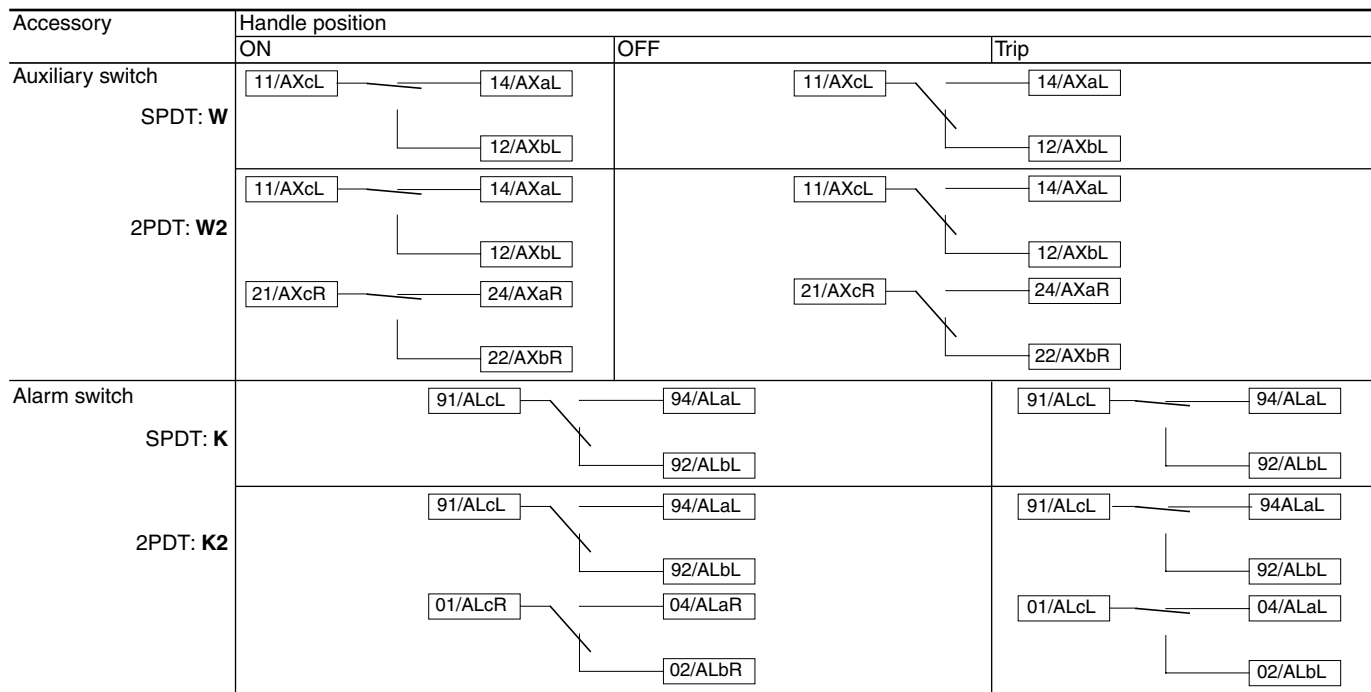 Accessory Handle position
ON OFF Trip
Auxiliary switch
11/AXcL 14/AXaL 11/AXcL 14/AXaL
SPDT: W
12/AXbL 12/AXbL
11/AXcL 14/AXaL 11/AXcL 14/AXaL
2PDT: W2
12/AXbL 12/AXbL
21/AXcR 24/AXaR 21/AXcR 24/AXaR
22/AXbR 22/AXbR
Alarm switch
91/ALcL 94/ALaL 91/ALcL 94/ALaL
SPDT: K
92/ALbL 92/ALbL
91/ALcL 94/ALaL 91/ALcL 94ALaL
2PDT: K2
92/ALbL 92/ALbL
01/ALcR 04/ALaR 01/ALcL 04/ALaL
02/ALbR 02/ALbL